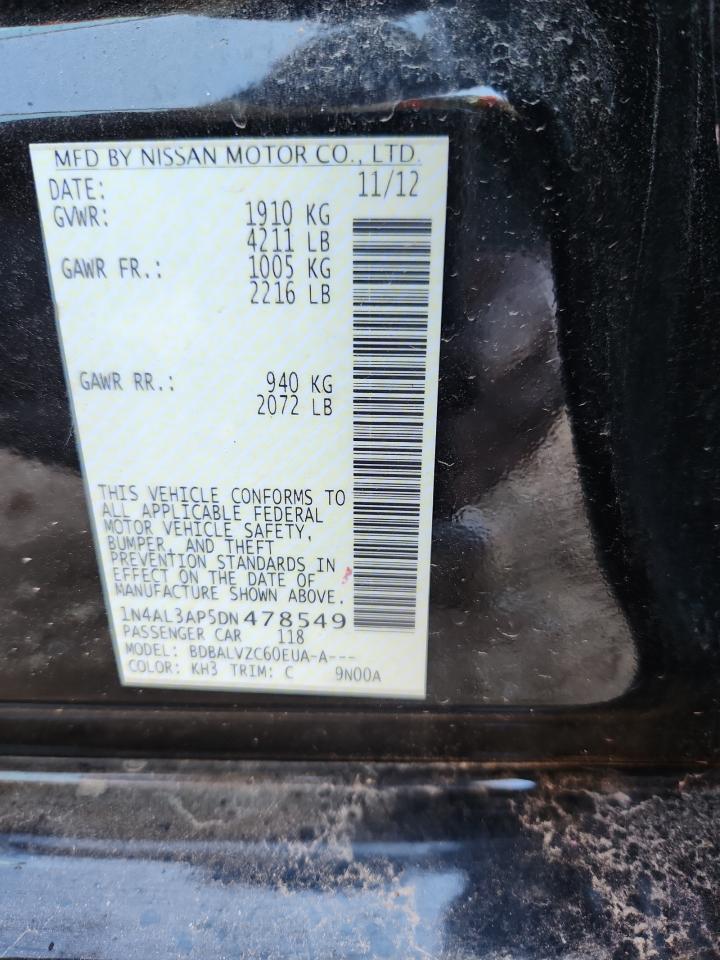 MFD BY NISSAN MOTOR CO., LTD.
DATE: 11/12
GVWR: 1910 KG
4211 LB
GAWR FR.: 1005 KG
2216 LB
GAWR RR.: 940 KG
2072 LB
THIS VEHICLE CONFORMS TO
ALL APPLICABLE FEDERAL
MOTOR VEHICLE SAFETY,
BUMPER, AND THEFT
PREVENTION STANDARDS IN
EFFECT ON THE DATE OF
MANUFACTURE SHOWN ABOVE.
1N4AL3AP5DN478549
PASSENGER CAR 118
MODEL: BDBALVZC60EUA-A---
COLOR: KH3 TRIM: C 9N00A